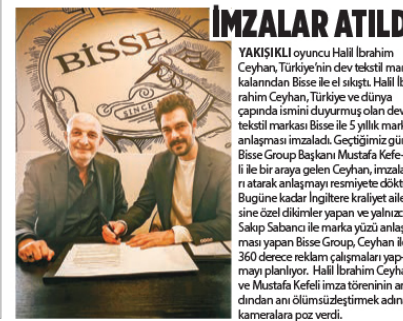 İMZALAR ATILD
BISSE
SINCE
YAKIŞIKLI oyuncu Halil İbrahim
Ceyhan, Türkiye'nin dev tekstil mar
kalarından Bisse ile el sıkıştı. Halil İb
rahim Ceyhan, Türkiye ve dünya
çapında ismini duyurmuş olan dev
tekstil markası Bisse ile 5 yıllık mark
anlaşması imzaladı. Geçtiğimiz gün
Bisse Group Başkanı Mustafa Kefe-
li ile bir araya gelen Ceyhan, imzala
rı atarak anlaşmayı resmiyete dökt
Bugüne kadar İngiltere kraliyet aile
sine özel dikimler yapan ve yalnızc
Sakıp Sabancı ile marka yüzü anlaş
ması yapan Bisse Group, Ceyhan ile
360 derece reklam çalışmaları yap-
mayı planlıyor. Halil İbrahim Ceyha
ve Mustafa Kefeli imza töreninin ar
dından anı ölümsüzleştirmek adın
kameralara poz verdi.